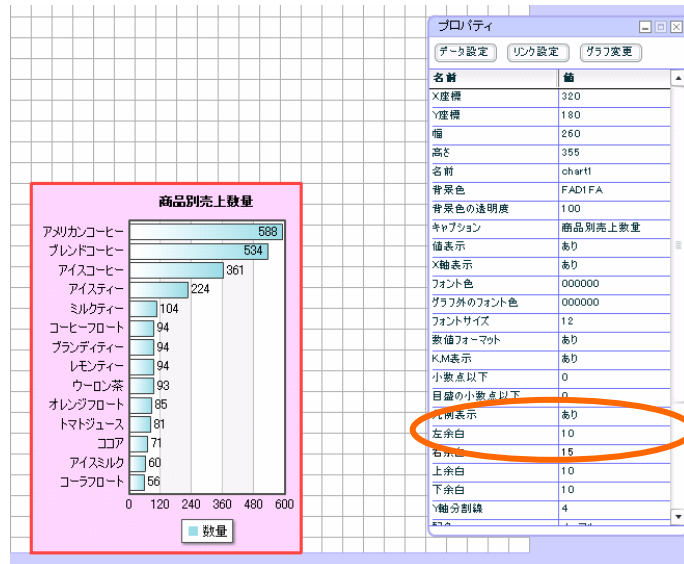 プロパティ
データ設定 リンク設定 グラフ変更
名前 値
X座標 320
Y座標 180
幅 260
高さ 355
名前 chart1
背景色 FAD1FA
背景色の透明度 100
キャプション 商品別売上数量
値表示 あり
X軸表示 あり
フォント色 000000
グラフ外のフォント色 000000
フォントサイズ 12
数値フォーマット あり
K,M表示 あり
小数点以下 0
目盛の小数点以下 0
凡例表示 あり
左余白 10
右余白 15
上余白 10
下余白 10
Y軸分割線 4
商品別売上数量
アメリカンコーヒー 588
ブレンドコーヒー 534
アイスコーヒー 361
アイスティー 224
ミルクティー 104
コーヒーフロート 94
ブランディティー 94
レモンティー 94
ウーロン茶 93
オレンジフロート 85
トマトジュース 81
ココア 71
アイスミルク 60
コーラフロート 56
0 120 240 360 480 600
数量